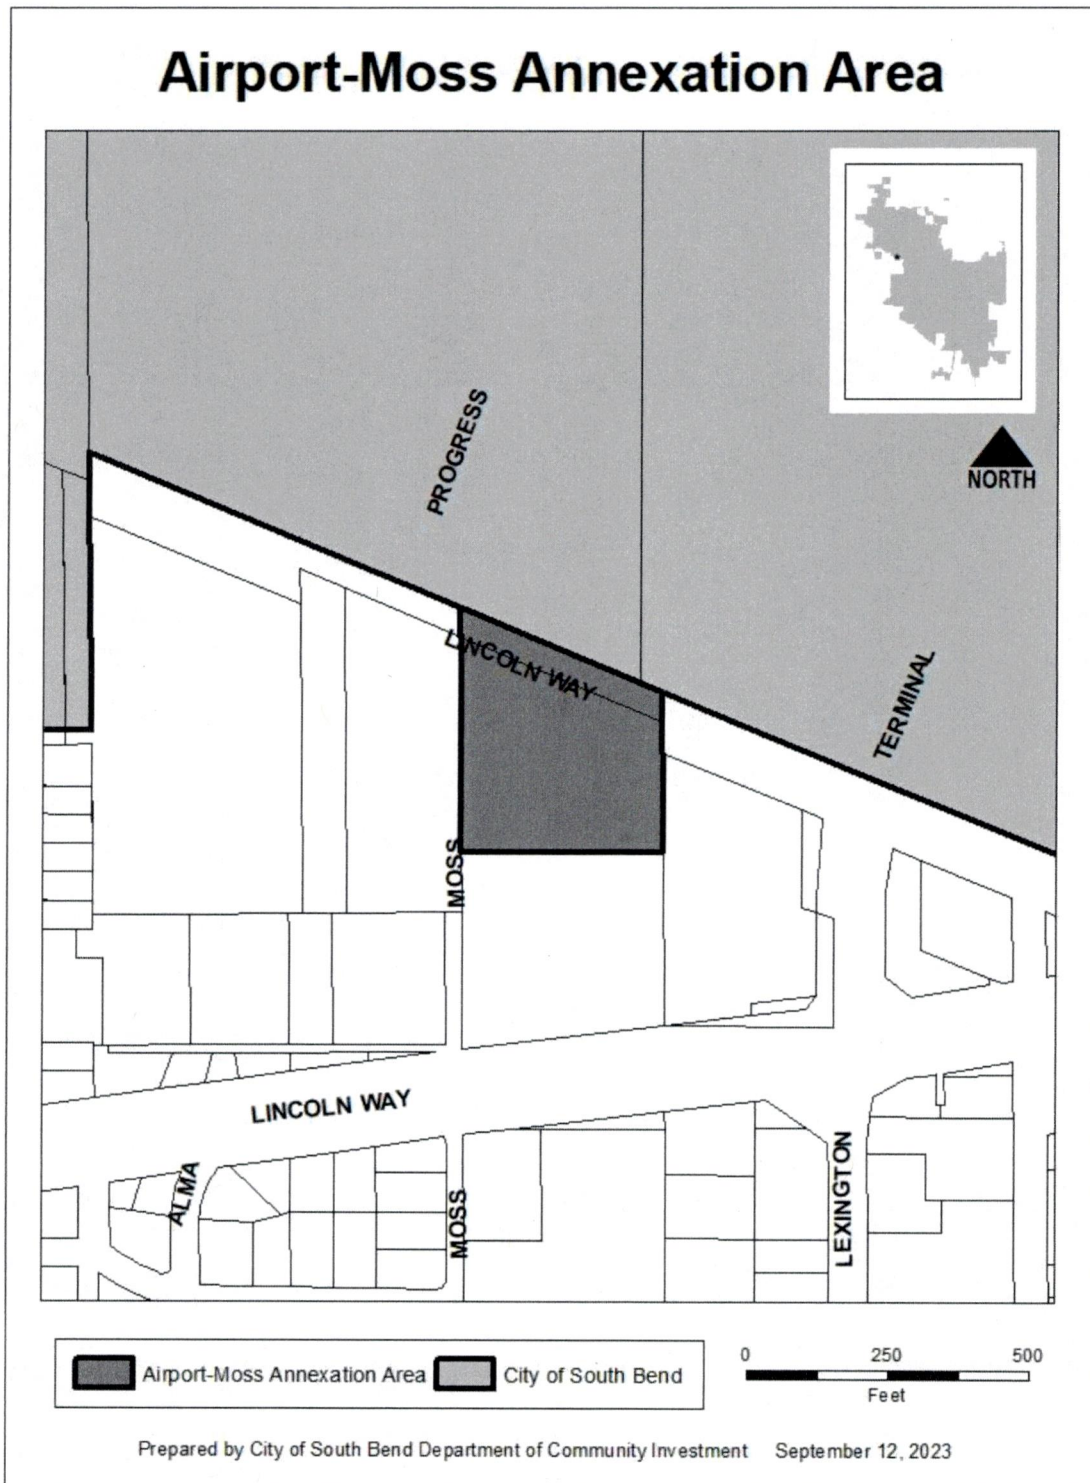 Airport-Moss Annexation Area
PROGRESS
NORTH
LINCOLN WAY
TERMINAL
MOSS
LINCOLN WAY
ALMA
MOSS
LEXINGTON
Airport-Moss Annexation Area
City of South Bend
0 250 500
Feet
Prepared by City of South Bend Department of Community Investment September 12, 2023